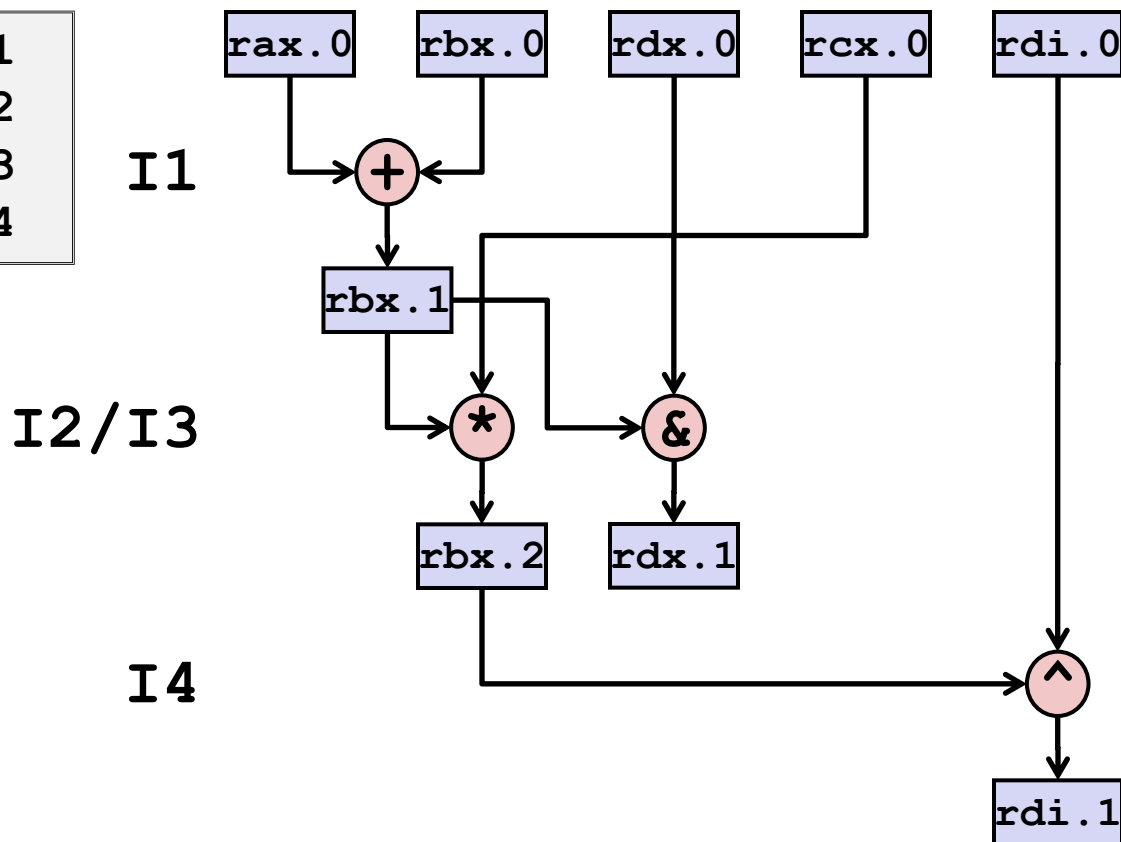 1
2
3
4
rax.0 rbx.0 rdx.0 rcx.0 rdi.0
I1 +
rbx.1
I2/I3 * &
rbx.2 rdx.1
I4 ^
rdi.1